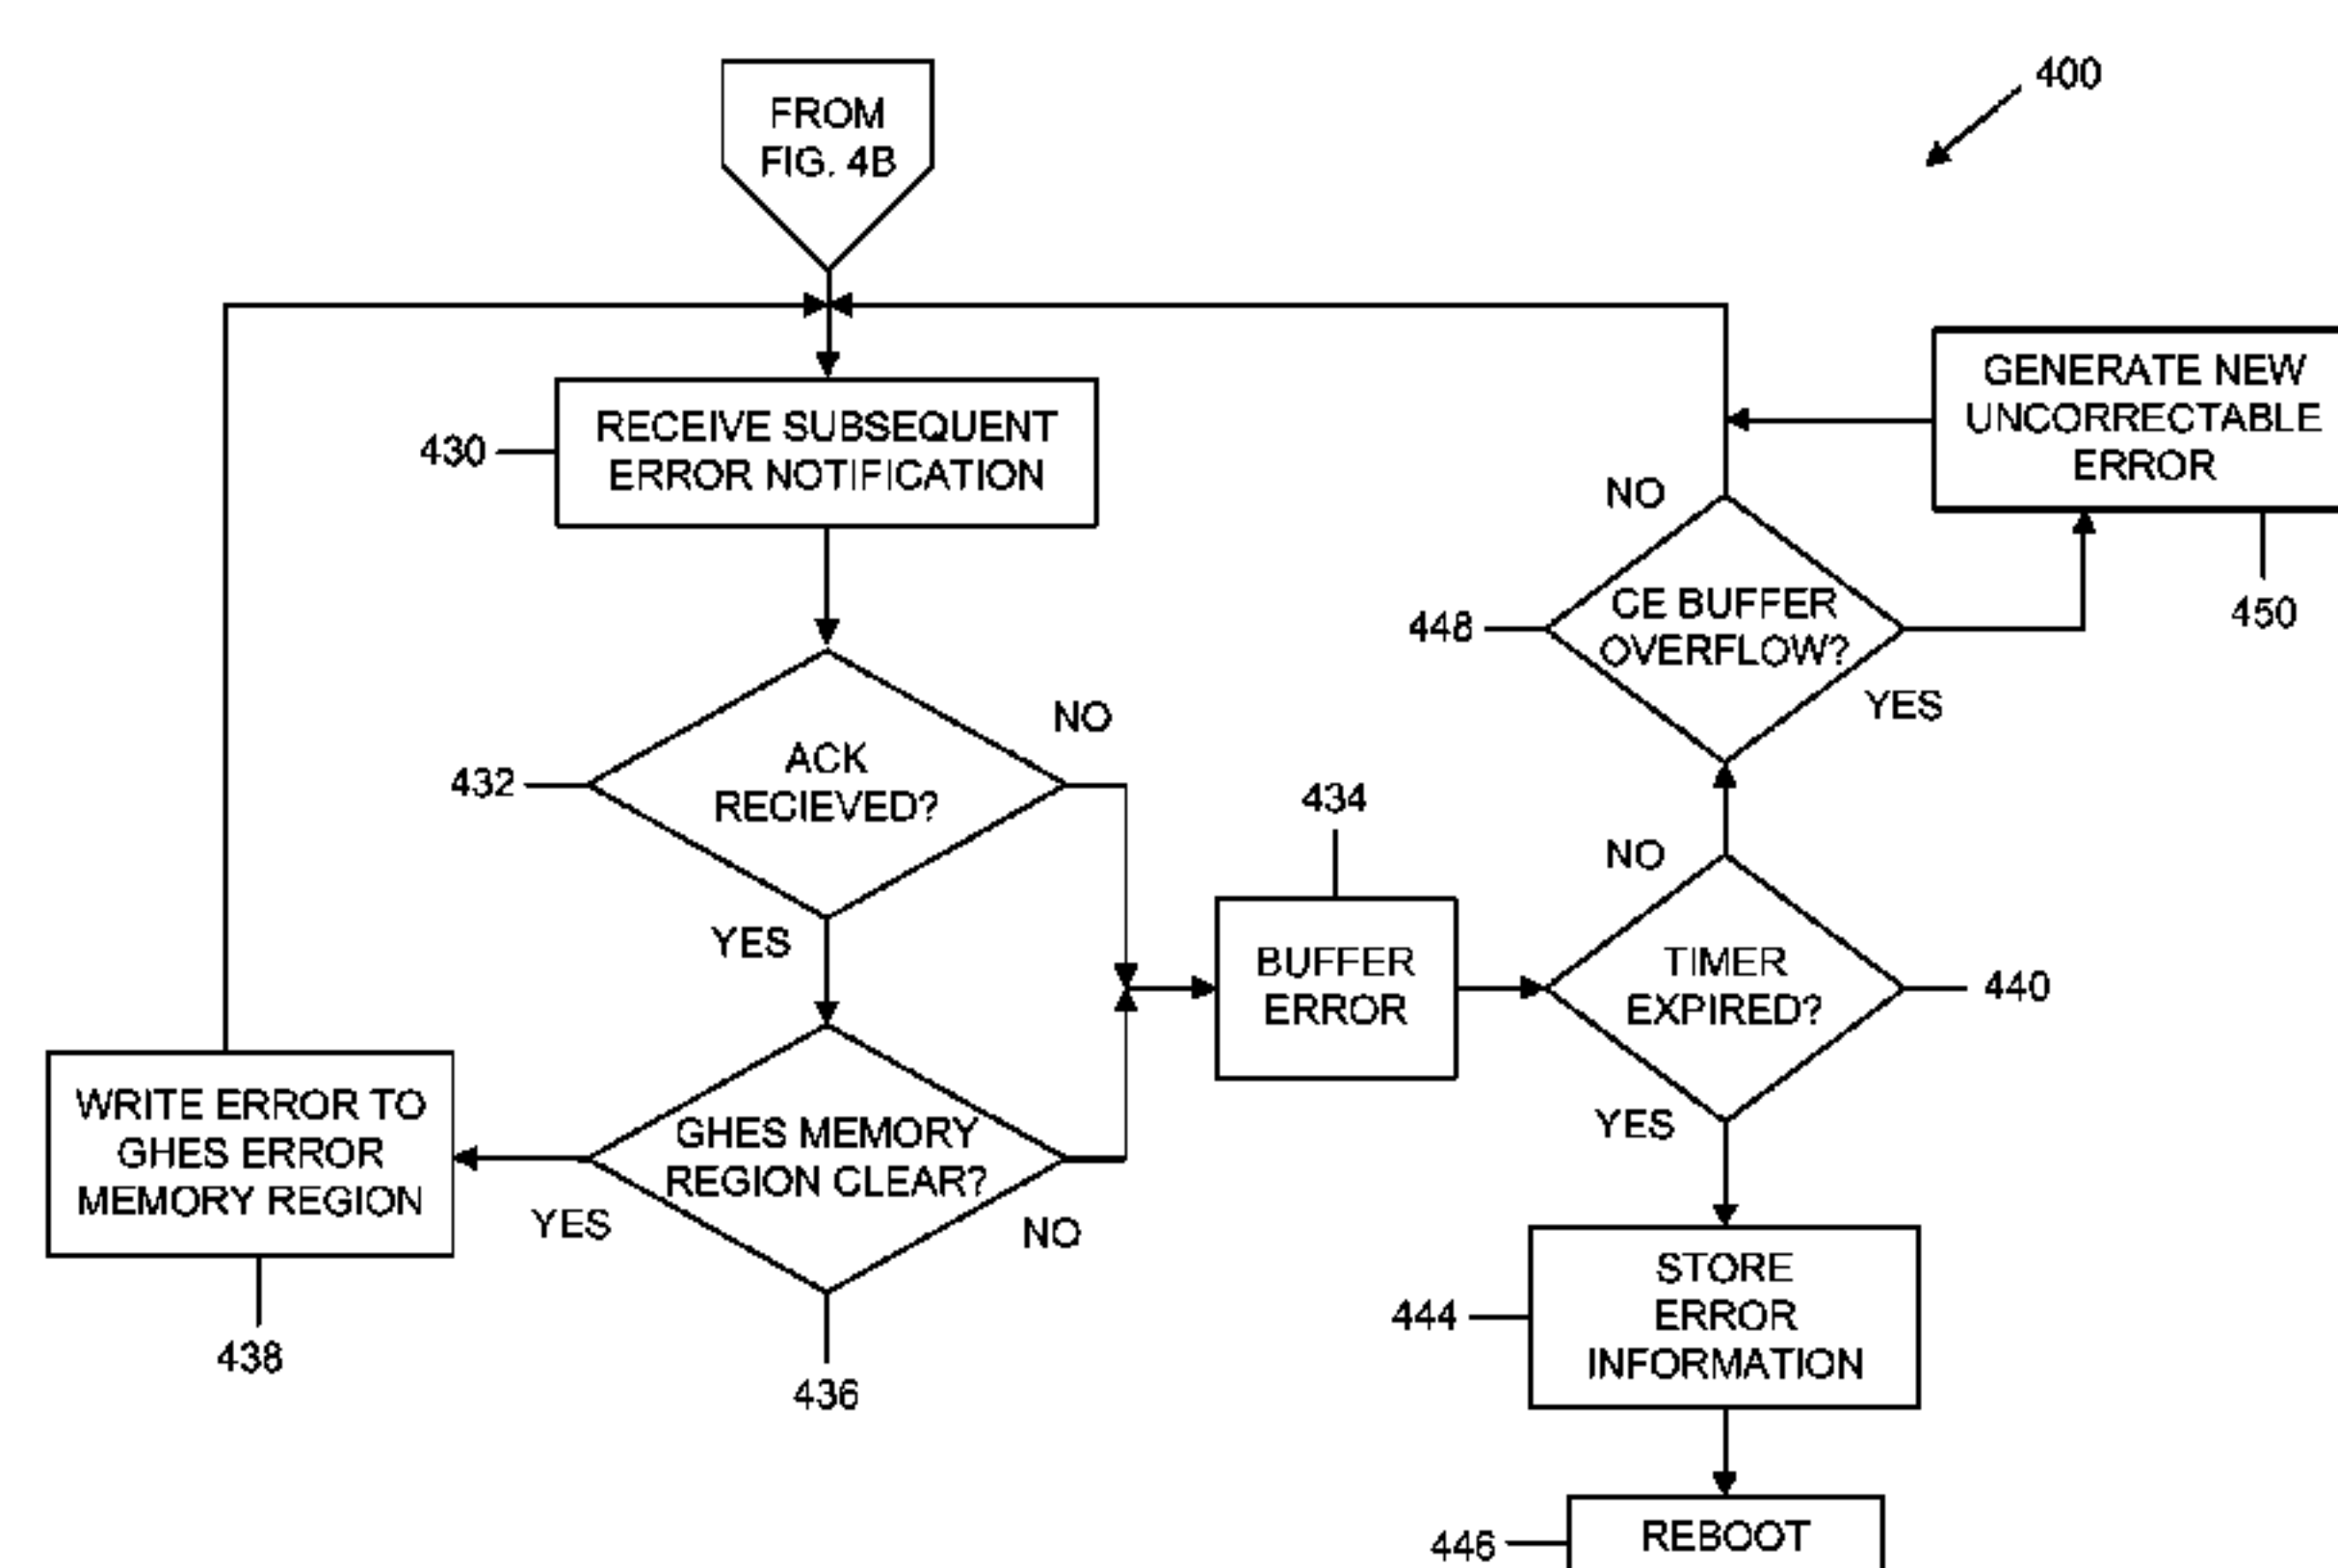 FROM
FIG. 4B
400
RECEIVE SUBSEQUENT
ERROR NOTIFICATION
430
GENERATE NEW
UNCORRECTABLE
ERROR
450
NO
CE BUFFER
OVERFLOW?
448
YES
ACK
RECIEVED?
432
NO
YES
434
BUFFER
ERROR
NO
TIMER
EXPIRED?
440
YES
WRITE ERROR TO
GHES ERROR
MEMORY REGION
438
YES
GHES MEMORY
REGION CLEAR?
NO
436
STORE
ERROR
INFORMATION
444
REBOOT
446